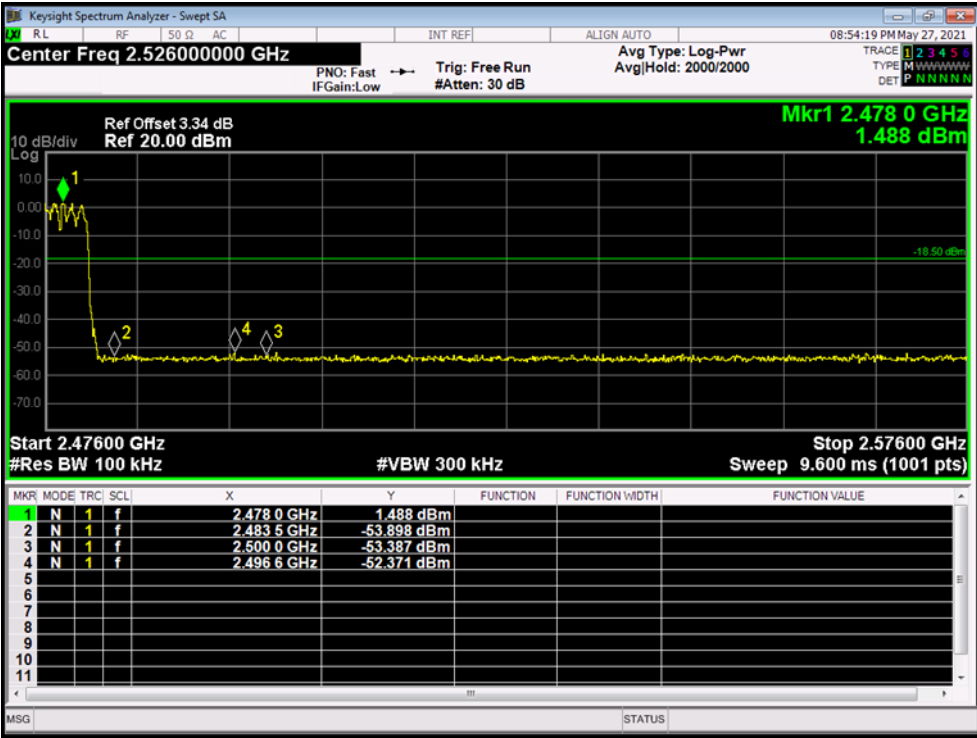 Keysight Spectrum Analyzer - Swept SA
LXI RL RF 50 Ω AC INT REF ALIGN AUTO 08:54:19 PM May 27, 2021
Center Freq 2.526000000 GHz
PNO: Fast
IFGain:Low
Trig: Free Run
#Atten: 30 dB
Avg Type: Log-Pwr
Avg|Hold: 2000/2000
TRACE 1 2 3 4 5 6
TYPE M WWWWW
DET P N N N N N
Mkr1 2.478 0 GHz
1.488 dBm
Ref Offset 3.34 dB
10 dB/div Ref 20.00 dBm
Log
10.0
0.00
-10.0
-20.0
-30.0
-40.0
-50.0
-60.0
-70.0
1
-18.50 dBm
2
4
3
Start 2.47600 GHz Stop 2.57600 GHz
#Res BW 100 kHz #VBW 300 kHz Sweep 9.600 ms (1001 pts)
MKR MODE TRC SCL X Y FUNCTION FUNCTION WIDTH FUNCTION VALUE
1 N 1 f 2.478 0 GHz 1.488 dBm
2 N 1 f 2.483 5 GHz -53.898 dBm
3 N 1 f 2.500 0 GHz -53.387 dBm
4 N 1 f 2.496 6 GHz -52.371 dBm
5
6
7
8
9
10
11
MSG STATUS